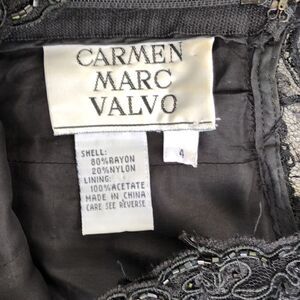 CARMEN
MARC
VALVO
4
SHELL:
80%RAYON
20%NYLON
LINING:
100%ACETATE
MADE IN CHINA
CARE SEE REVERSE